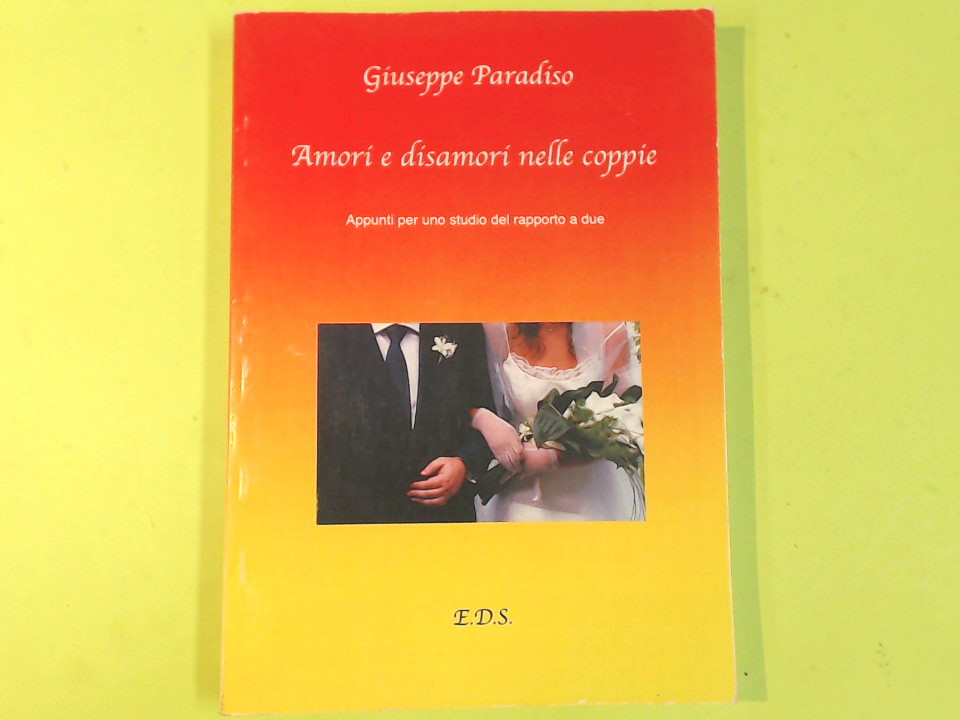 Giuseppe Paradiso
Amori e disamori nelle coppie
Appunti per uno studio del rapporto a due
E.D.S.